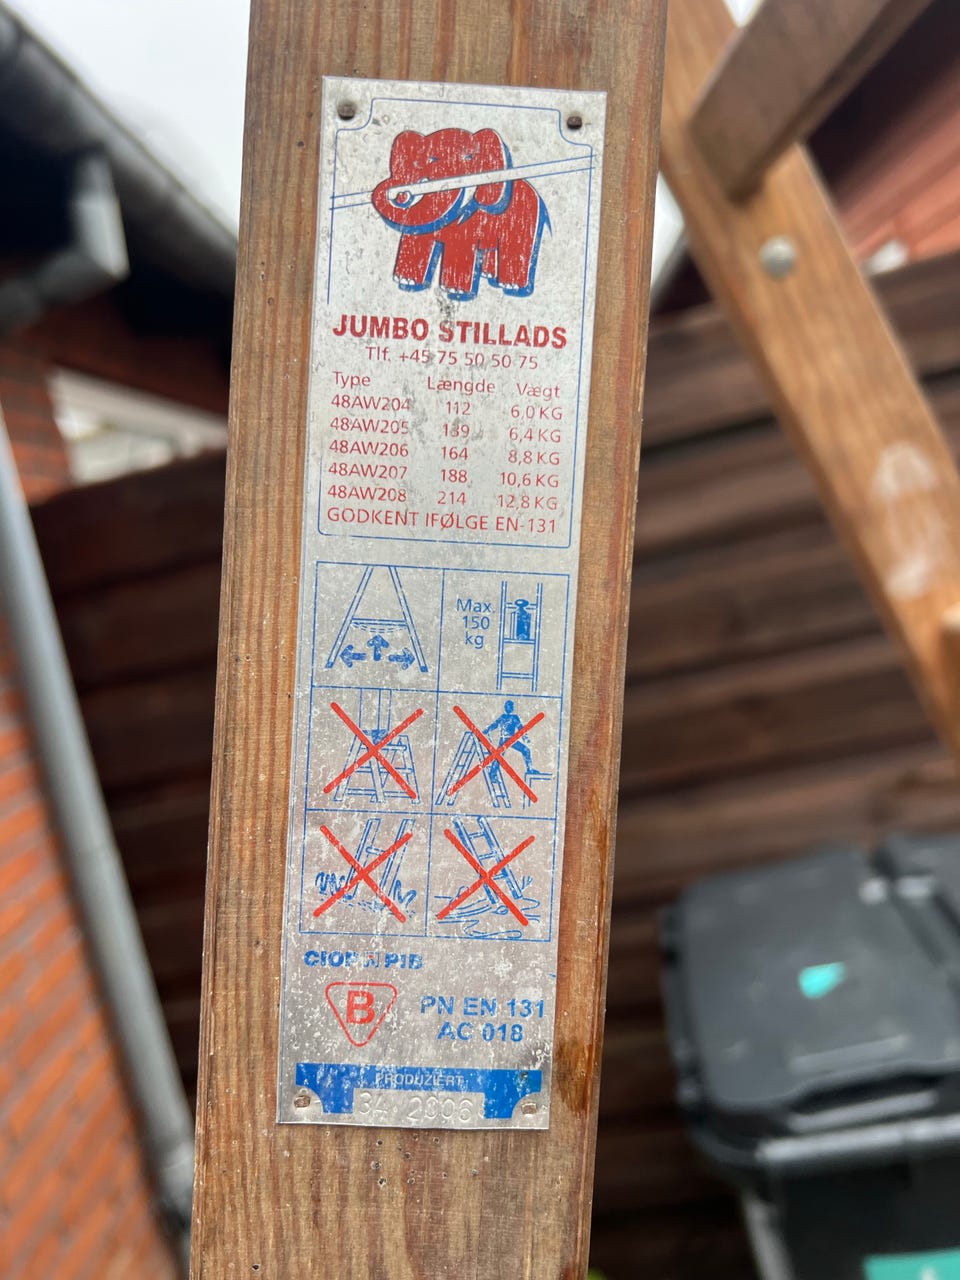 JUMBO STILLADS
Tlf. +45 75 50 50 75
Type Længde Vægt
48AW204 112 6,0 KG
48AW205 139 6,4 KG
48AW206 164 8,8 KG
48AW207 188 10,6 KG
48AW208 214 12,8 KG
GODKENT IFØLGE EN-131
Max.
150
kg
CIOP PIB
B
PN EN 131
AC 018
PRODUZIERT
34 2006